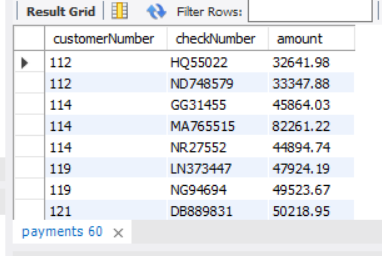 Result Grid Filter Rows:
customerNumber checkNumber amount
112 HQ55022 32641.98
112 ND748579 33347.88
114 GG31455 45864.03
114 MA765515 82261.22
114 NR27552 44894.74
119 LN373447 47924.19
119 NG94694 49523.67
121 DB889831 50218.95
payments 60